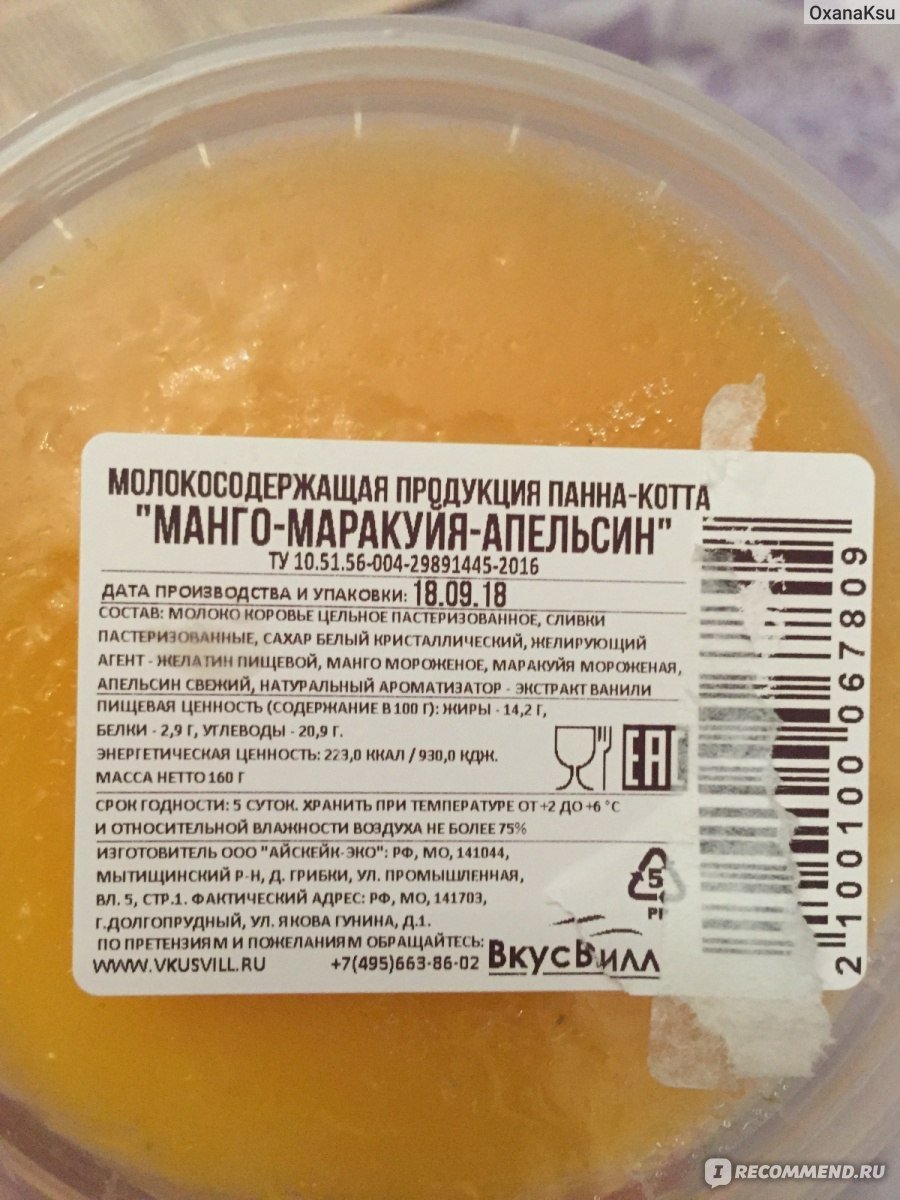 OxanaKsu
МОЛОКОСОДЕРЖАЩАЯ ПРОДУКЦИЯ ПАННА-КОТТА
"МАНГО-МАРАКУЙЯ-АПЕЛЬСИН"
ТУ 10.51.56-004-29891445-2016
ДАТА ПРОИЗВОДСТВА И УПАКОВКИ: 18.09.18
СОСТАВ: МОЛОКО КОРОВЬЕ ЦЕЛЬНОЕ ПАСТЕРИЗОВАННОЕ, СЛИВКИ
ПАСТЕРИЗОВАННЫЕ, САХАР БЕЛЫЙ КРИСТАЛЛИЧЕСКИЙ, ЖЕЛИРУЮЩИЙ
АГЕНТ - ЖЕЛАТИН ПИЩЕВОЙ, МАНГО МОРОЖЕНОЕ, МАРАКУЙЯ МОРОЖЕНАЯ,
АПЕЛЬСИН СВЕЖИЙ, НАТУРАЛЬНЫЙ АРОМАТИЗАТОР - ЭКСТРАКТ ВАНИЛИ
ПИЩЕВАЯ ЦЕННОСТЬ (СОДЕРЖАНИЕ В 100 Г): ЖИРЫ - 14,2 Г,
БЕЛКИ - 2,9 Г, УГЛЕВОДЫ - 20,9 Г.
ЭНЕРГЕТИЧЕСКАЯ ЦЕННОСТЬ: 223,0 ККАЛ / 930,0 КДЖ.
МАССА НЕТТО 160 Г
EAC
СРОК ГОДНОСТИ: 5 СУТОК. ХРАНИТЬ ПРИ ТЕМПЕРАТУРЕ ОТ +2 ДО +6 °С
И ОТНОСИТЕЛЬНОЙ ВЛАЖНОСТИ ВОЗДУХА НЕ БОЛЕЕ 75%
ИЗГОТОВИТЕЛЬ ООО "АЙСКЕЙК-ЭКО": РФ, МО, 141044,
МЫТИЩИНСКИЙ Р-Н, Д. ГРИБКИ, УЛ. ПРОМЫШЛЕННАЯ,
ВЛ. 5, СТР.1. ФАКТИЧЕСКИЙ АДРЕС: РФ, МО, 141703,
Г.ДОЛГОПРУДНЫЙ, УЛ. ЯКОВА ГУНИНА, Д.1.
5
ПО ПРЕТЕНЗИЯМ И ПОЖЕЛАНИЯМ ОБРАЩАЙТЕСЬ:
WWW.VKUSVILL.RU +7(495)663-86-02 ВкусВилл
2100100067809
IRECOMMEND.RU